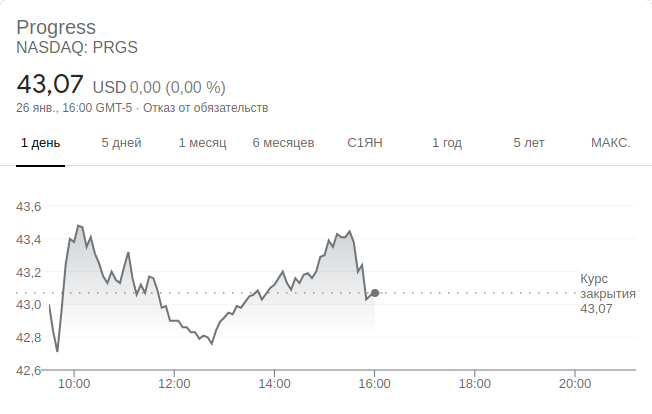 Progress
NASDAQ: PRGS
43,07 USD 0,00 (0,00 %)
26 янв., 16:00 GMT-5 · Отказ от обязательств
1 день 5 дней 1 месяц 6 месяцев С1ЯН 1 год 5 лет МАКС.
43,6
43,4
43,2
43,0
42,8
42,6
Курс
закрытия
43,07
10:00 12:00 14:00 16:00 18:00 20:00